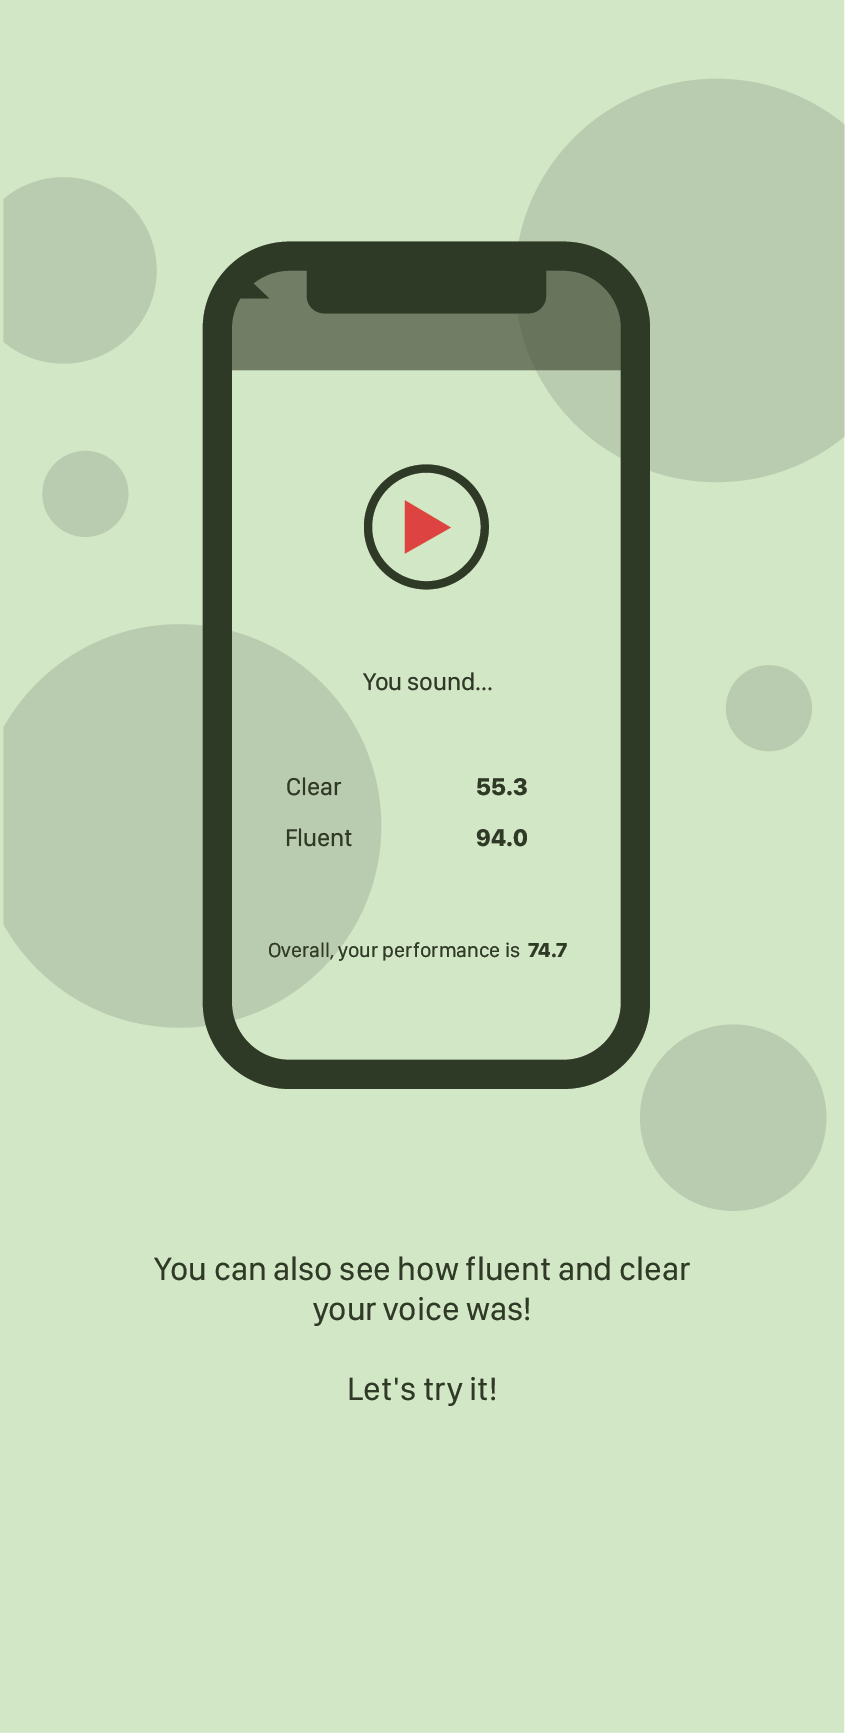 You sound...
Clear 55.3
Fluent 94.0
Overall, your performance is 74.7
You can also see how fluent and clear
your voice was!
Let's try it!